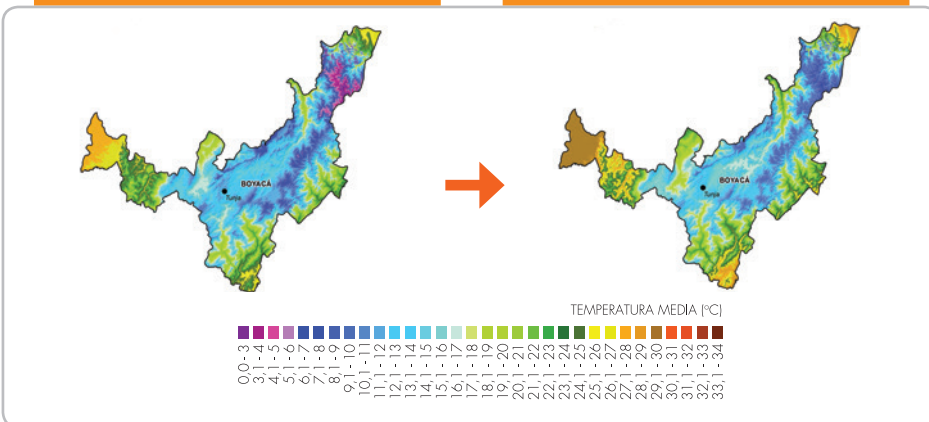 BOYACÁ
Tunja
BOYACÁ
Tunja
TEMPERATURA MEDIA (ºC)
0,0 - 3
3,1 - 4
4,1 - 5
5,1 - 6
6,1 - 7
7,1 - 8
8,1 - 9
9,1 - 10
10,1 - 11
11,1 - 12
12,1 - 13
13,1 - 14
14,1 - 15
15,1 - 16
16,1 - 17
17,1 - 18
18,1 - 19
19,1 - 20
20,1 - 21
21,1 - 22
22,1 - 23
23,1 - 24
24,1 - 25
25,1 - 26
26,1 - 27
27,1 - 28
28,1 - 29
29,1 - 30
30,1 - 31
31,1 - 32
32,1 - 33
33,1 - 34